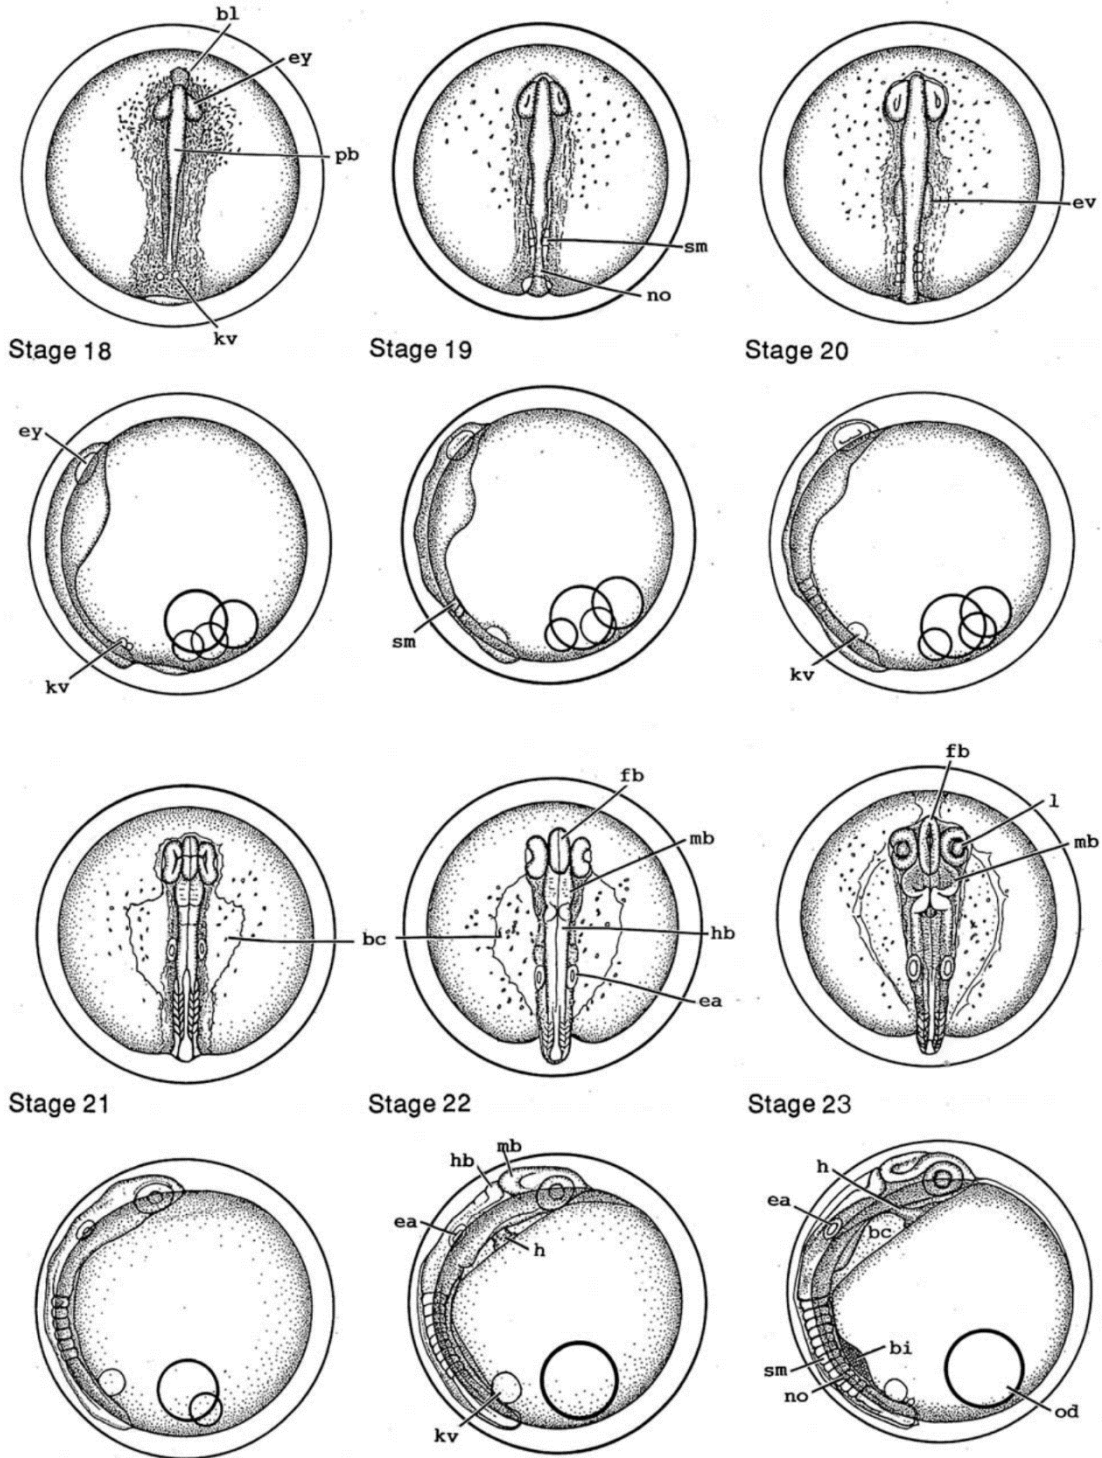 bl
ey
pb
kv
sm
no
ev
Stage 18
Stage 19
Stage 20
ey
kv
sm
kv
bc
fb
mb
hb
ea
fb
l
mb
Stage 21
Stage 22
Stage 23
hb
mb
ea
h
kv
h
ea
bc
bi
sm
no
od